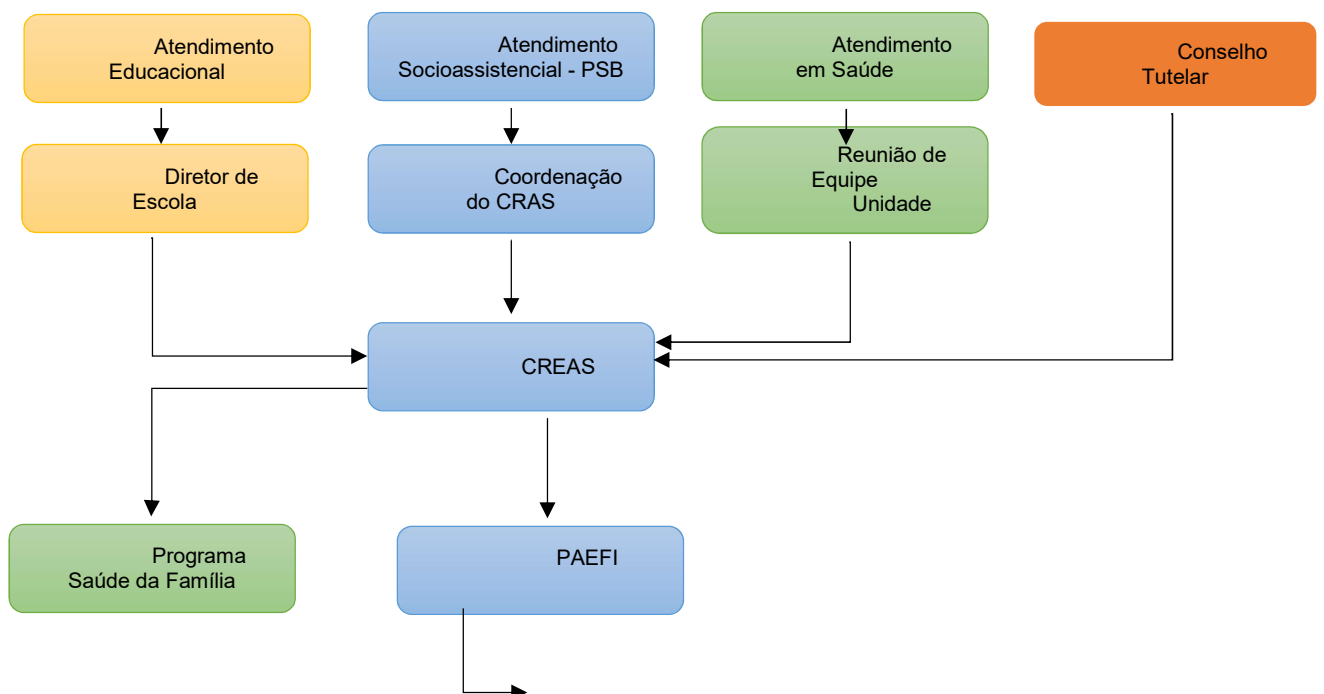 Atendimento
Educacional
Atendimento
Socioassistencial - PSB
Atendimento
em Saúde
Conselho
Tutelar
Diretor de
Escola
Coordenação
do CRAS
Reunião de
Equipe
Unidade
CREAS
Programa
Saúde da Família
PAEFI